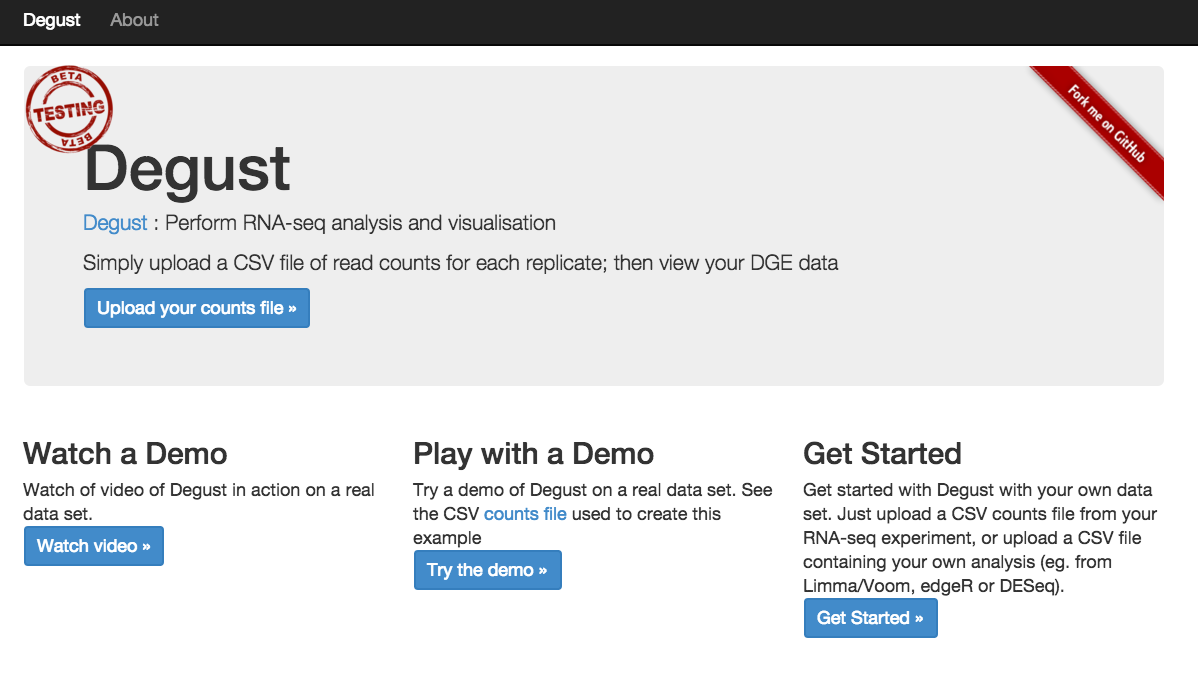 Degust About
BETA
TESTING
BETA
Fork me on GitHub
Degust
Degust : Perform RNA-seq analysis and visualisation
Simply upload a CSV file of read counts for each replicate; then view your DGE data
Upload your counts file »
Watch a Demo
Watch of video of Degust in action on a real
data set.
Watch video »
Play with a Demo
Try a demo of Degust on a real data set. See
the CSV counts file used to create this
example
Try the demo »
Get Started
Get started with Degust with your own data
set. Just upload a CSV counts file from your
RNA-seq experiment, or upload a CSV file
containing your own analysis (eg. from
Limma/Voom, edgeR or DESeq).
Get Started »